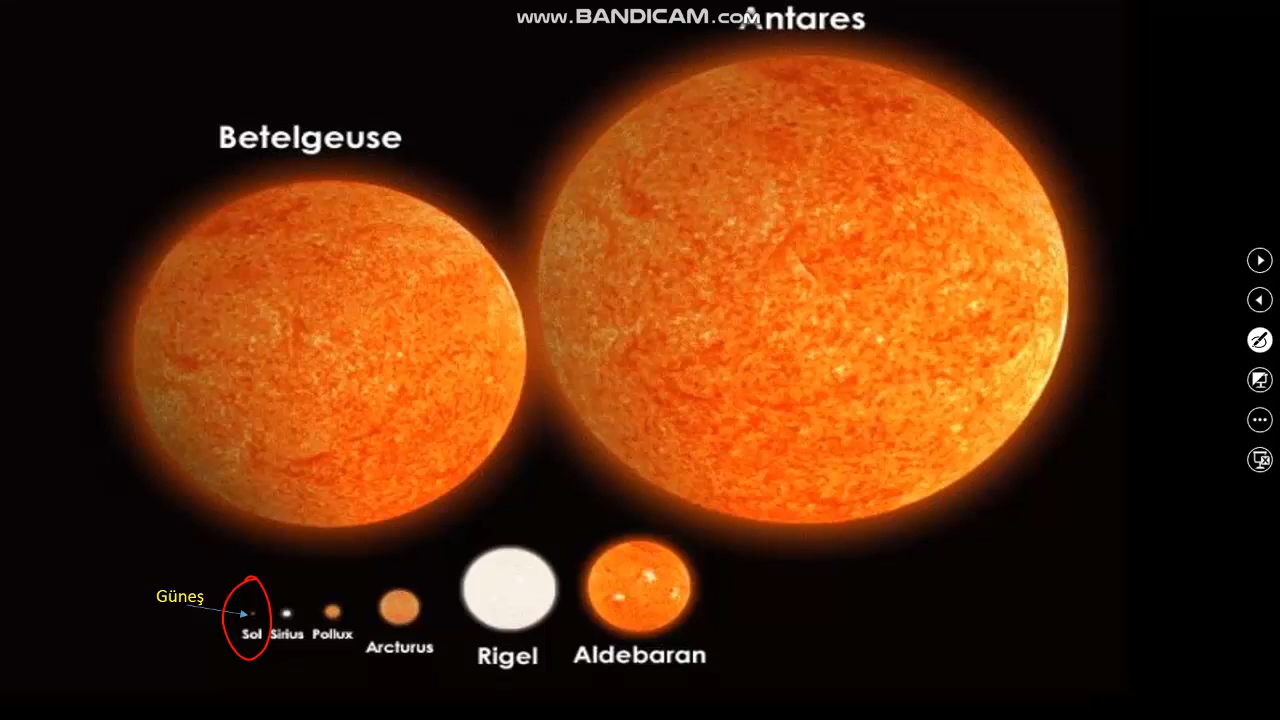 www.BANDICAM.com
Antares
Betelgeuse
Güneş
Sol
Sirius
Pollux
Arcturus
Rigel
Aldebaran